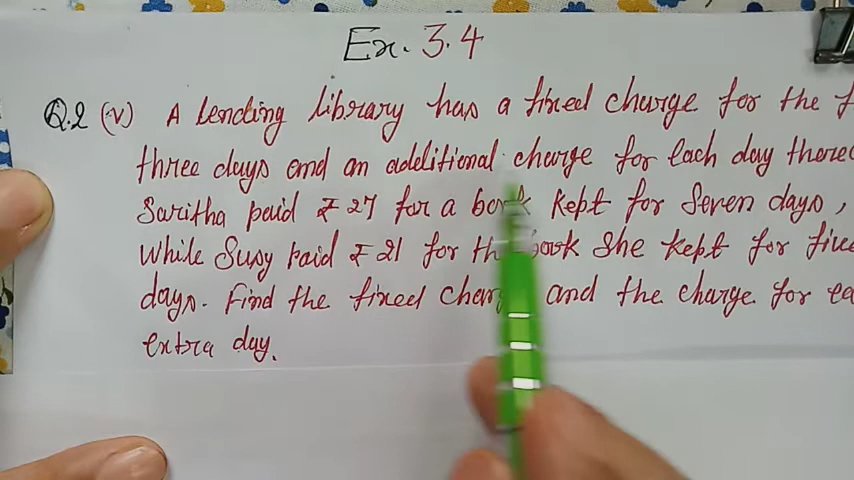 Ex. 3.4
Q.2 (v) A lending library has a fixed charge for the
three days and an additional charge for each day
Saritha paid ₹ 27 for a book kept for seven days,
While Susy paid ₹ 21 for the book she kept for
days. Find the fixed charge and the charge for
extra day.